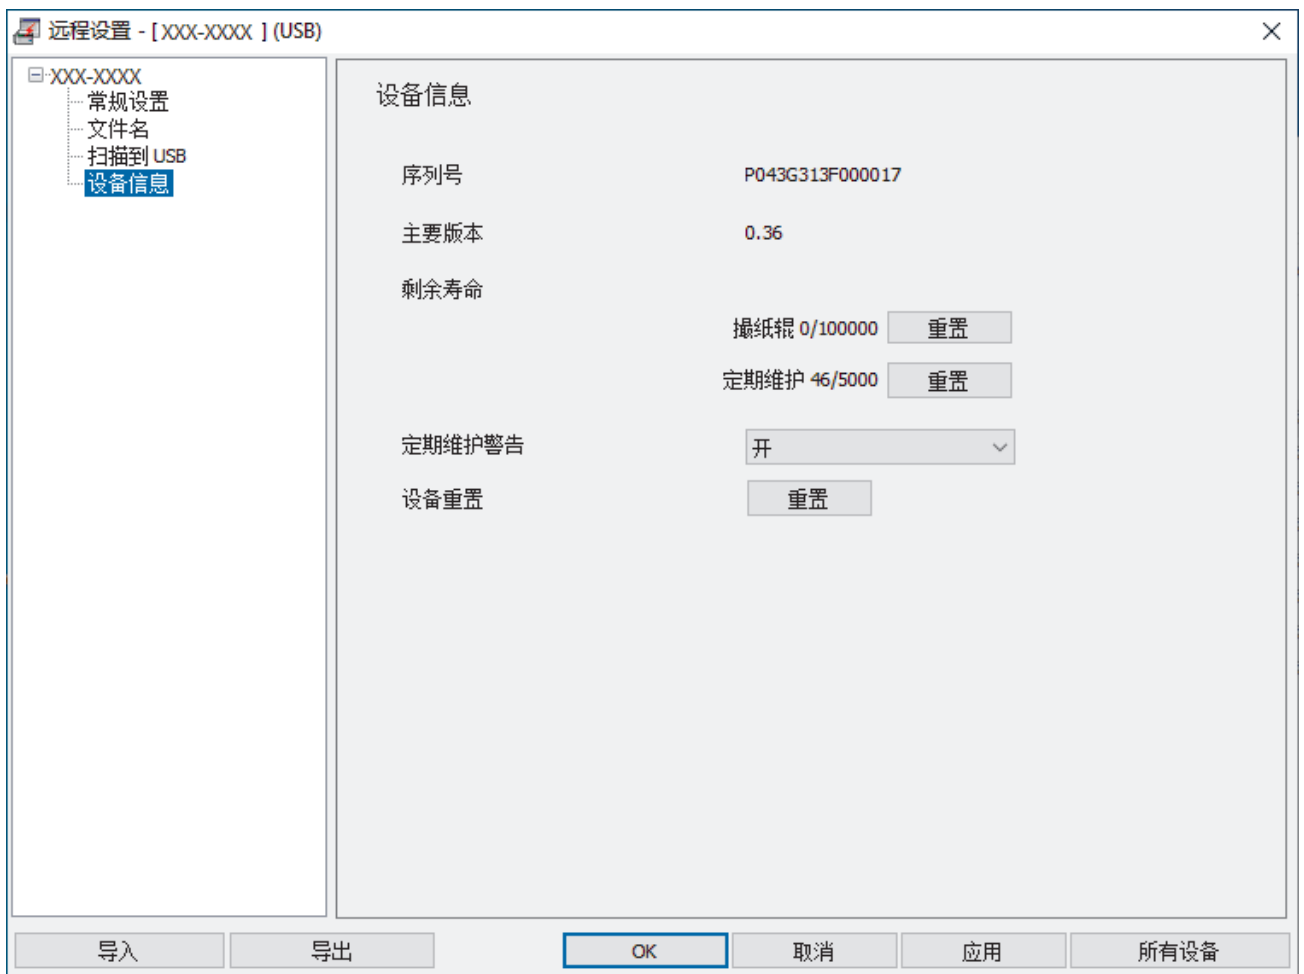 远程设置 - [ XXX-XXXX ] (USB)
XXX-XXXX
常规设置
文件名
扫描到 USB
设备信息
设备信息
序列号 P043G313F000017
主要版本 0.36
剩余寿命
撮纸辊 0/100000 重置
定期维护 46/5000 重置
定期维护警告 开
设备重置 重置
导入 导出 OK 取消 应用 所有设备